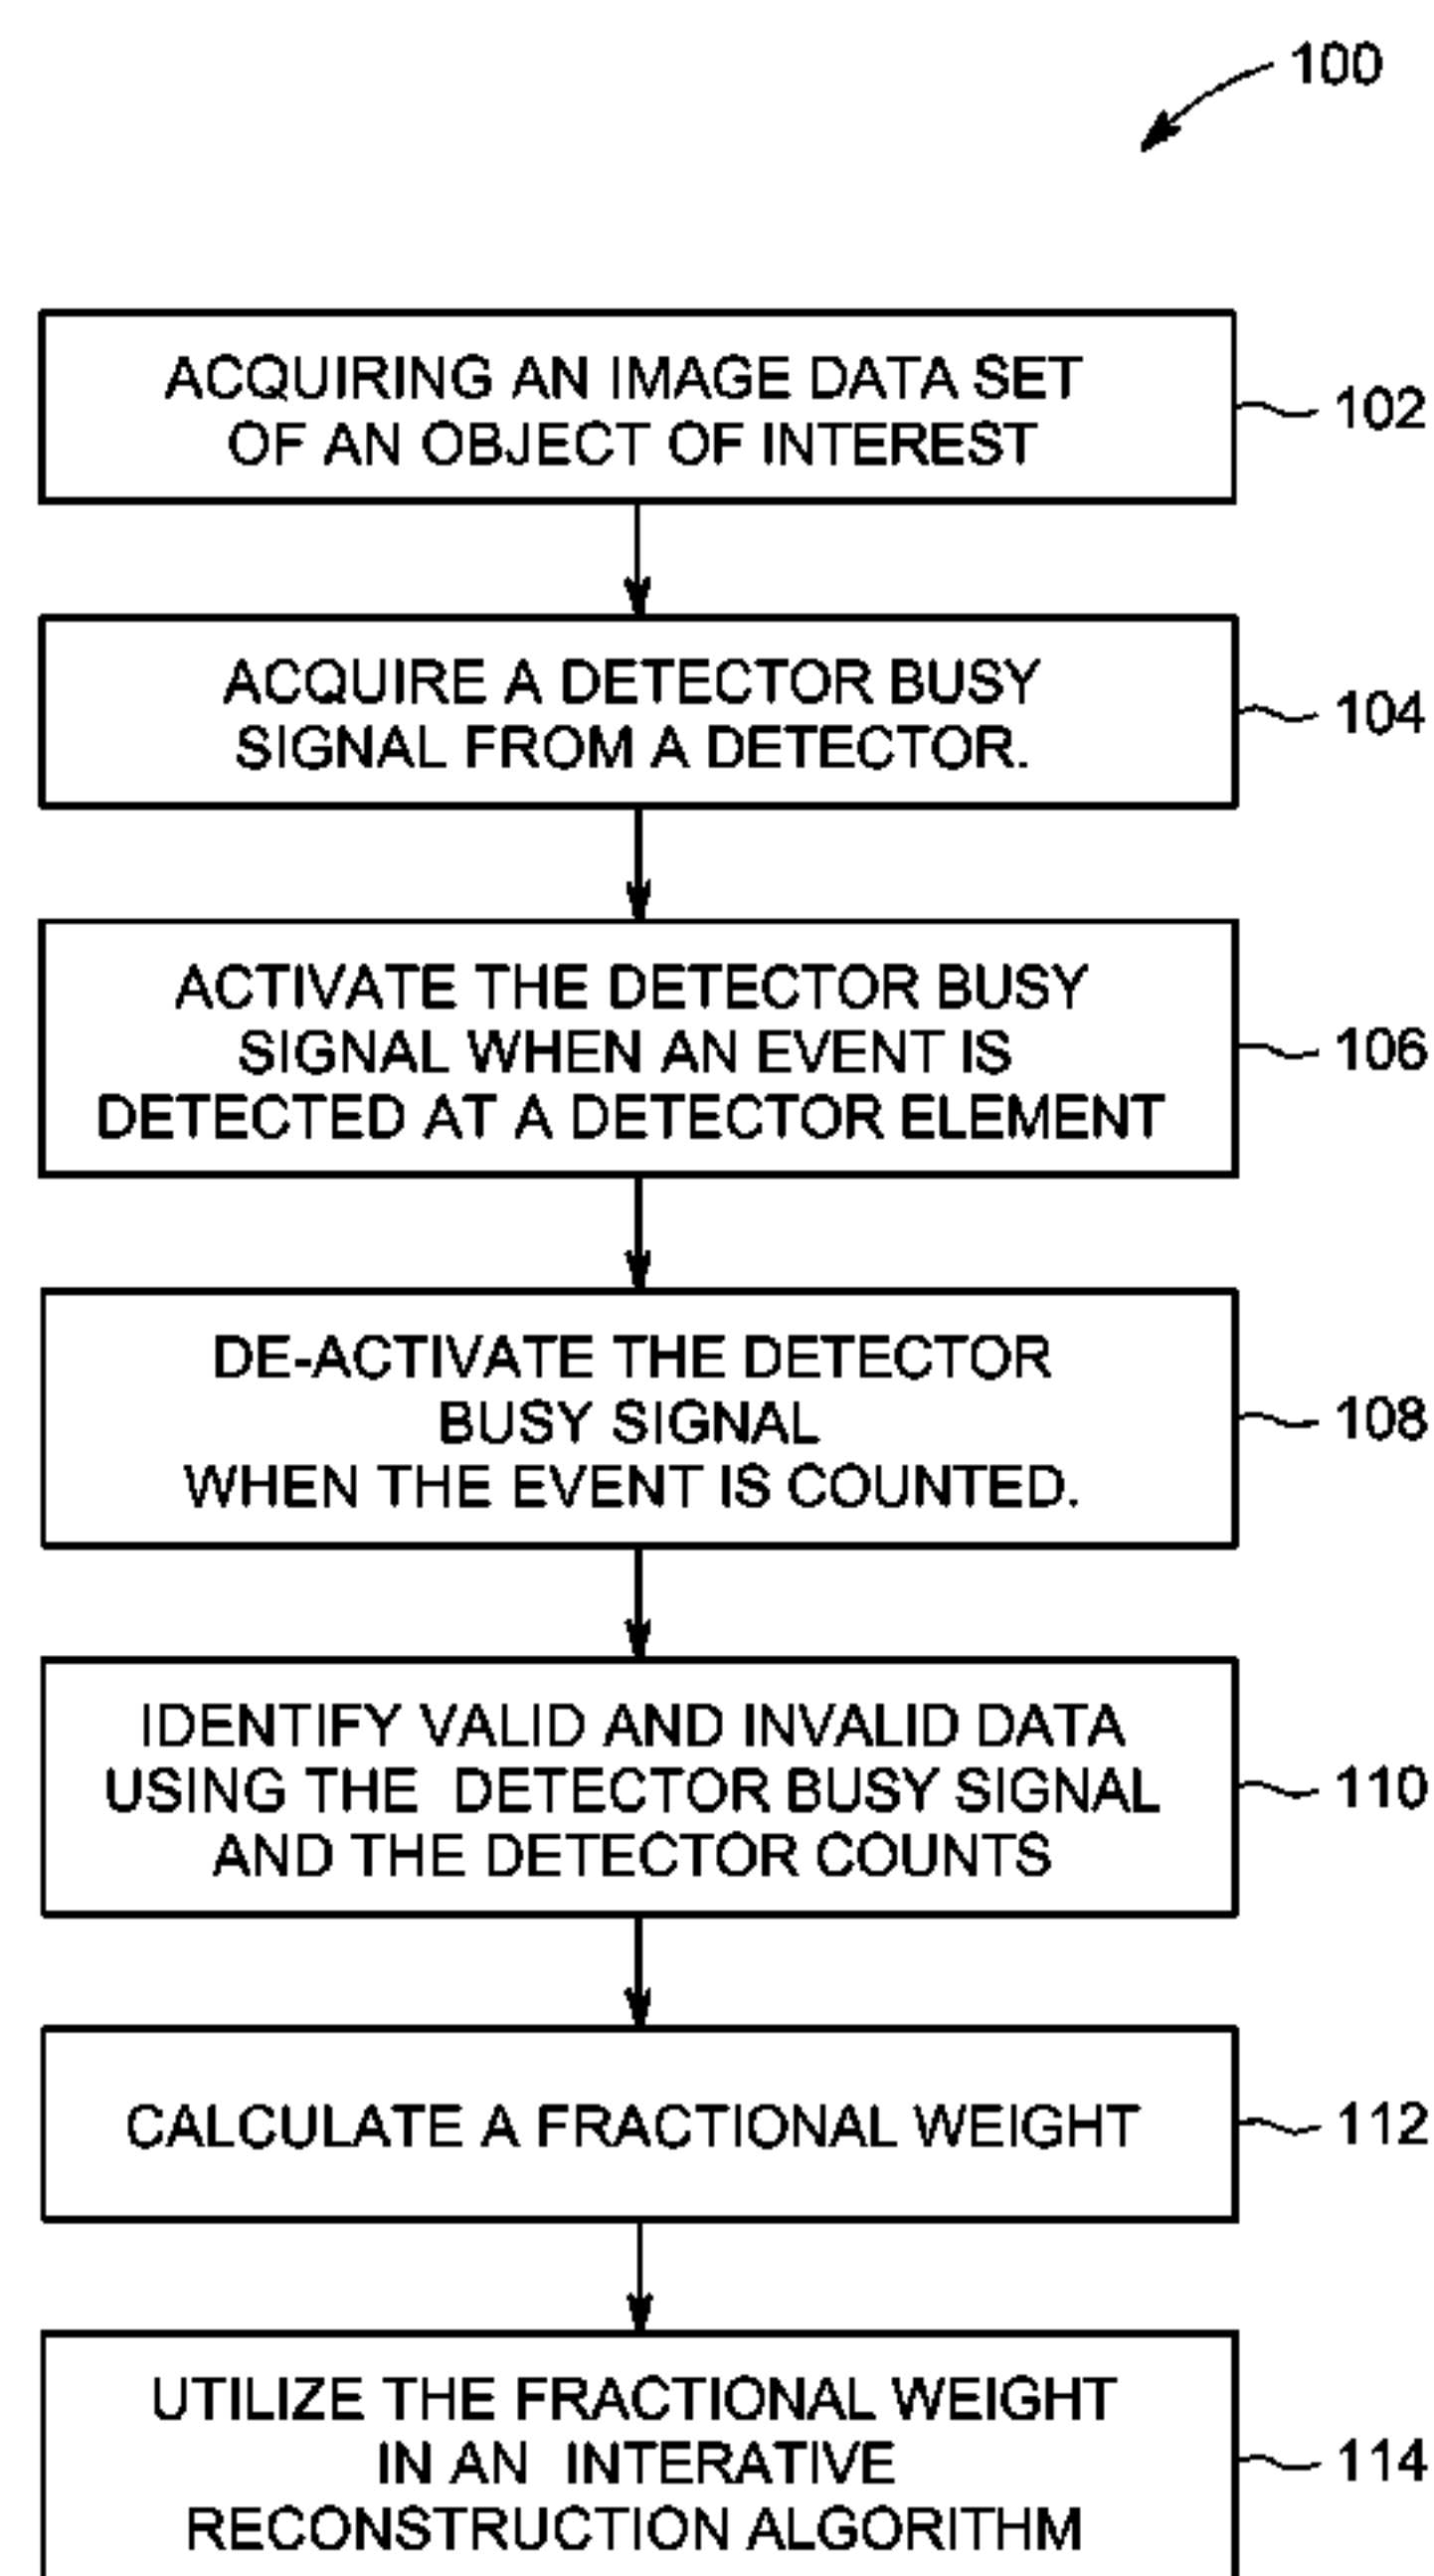 100
ACQUIRING AN IMAGE DATA SET
OF AN OBJECT OF INTEREST
102
ACQUIRE A DETECTOR BUSY
SIGNAL FROM A DETECTOR.
104
ACTIVATE THE DETECTOR BUSY
SIGNAL WHEN AN EVENT IS
DETECTED AT A DETECTOR ELEMENT
106
DE-ACTIVATE THE DETECTOR
BUSY SIGNAL
WHEN THE EVENT IS COUNTED.
108
IDENTIFY VALID AND INVALID DATA
USING THE DETECTOR BUSY SIGNAL
AND THE DETECTOR COUNTS
110
CALCULATE A FRACTIONAL WEIGHT
112
UTILIZE THE FRACTIONAL WEIGHT
IN AN INTERATIVE
RECONSTRUCTION ALGORITHM
114